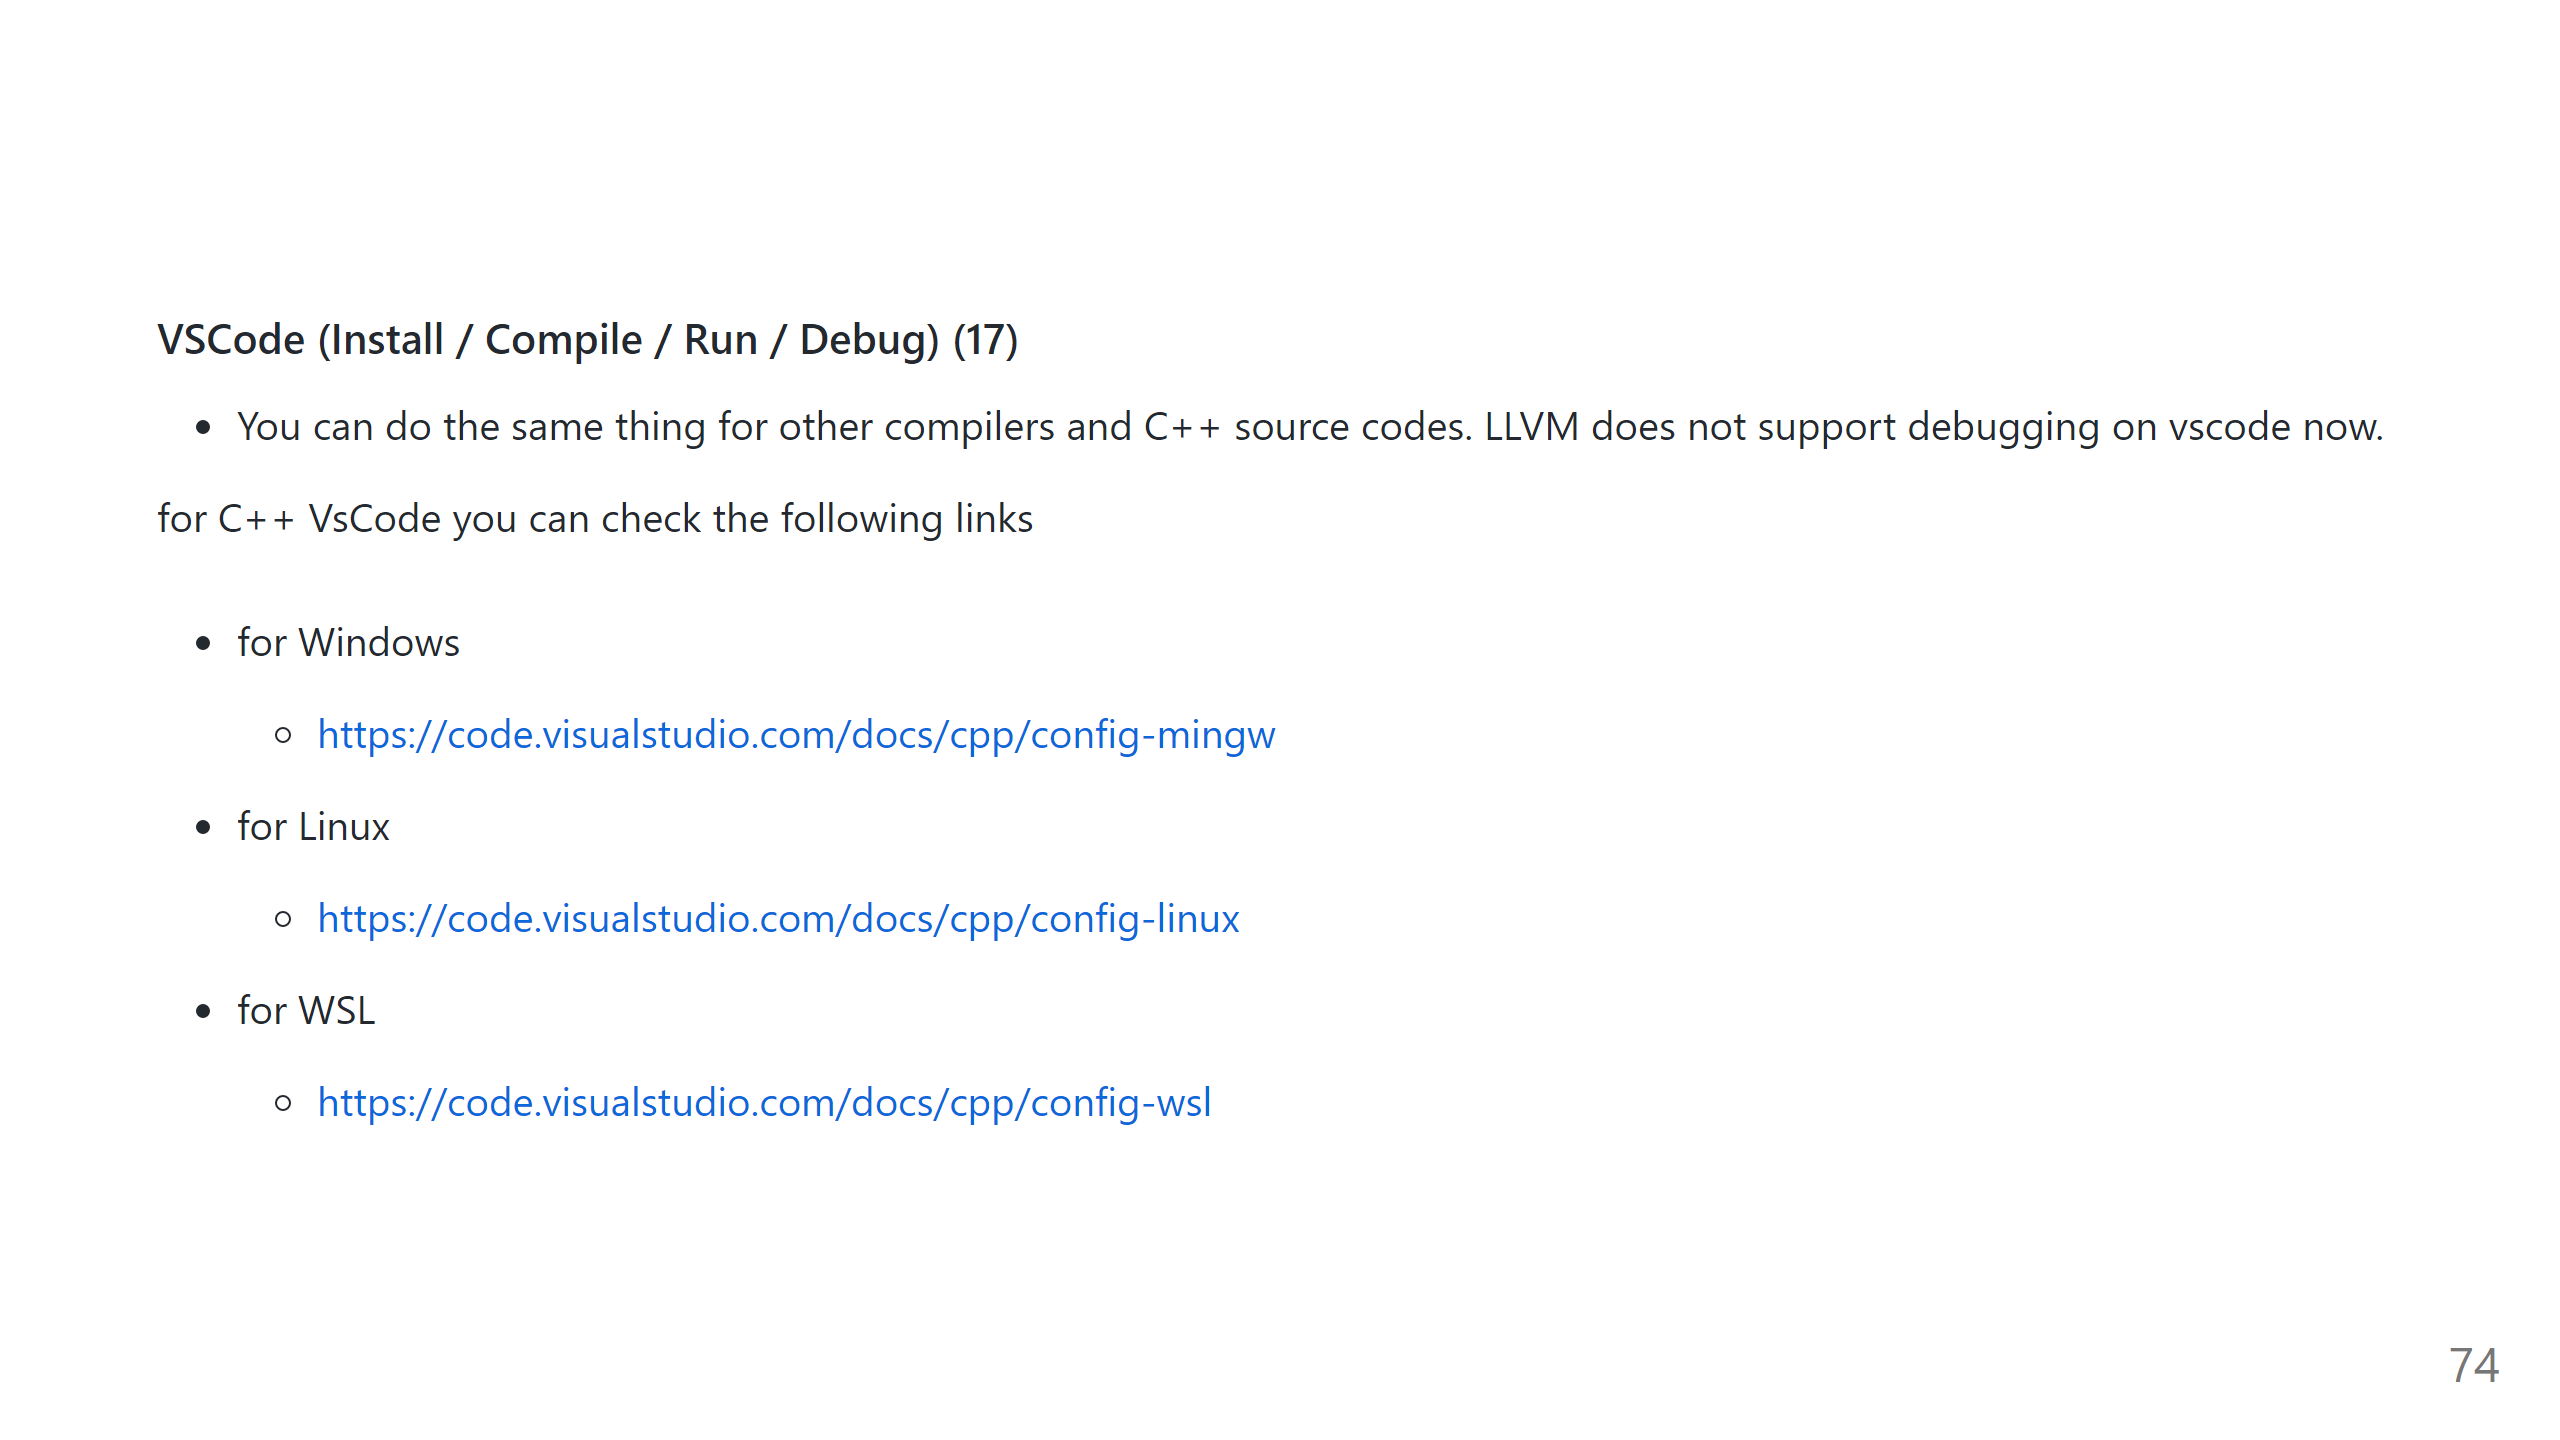 VSCode (Install / Compile / Run / Debug) (17)
You can do the same thing for other compilers and C++ source codes. LLVM does not support debugging on vscode now.
for C++ VsCode you can check the following links
for Windows
https://code.visualstudio.com/docs/cpp/config-mingw
for Linux
https://code.visualstudio.com/docs/cpp/config-linux
for WSL
https://code.visualstudio.com/docs/cpp/config-wsl
74